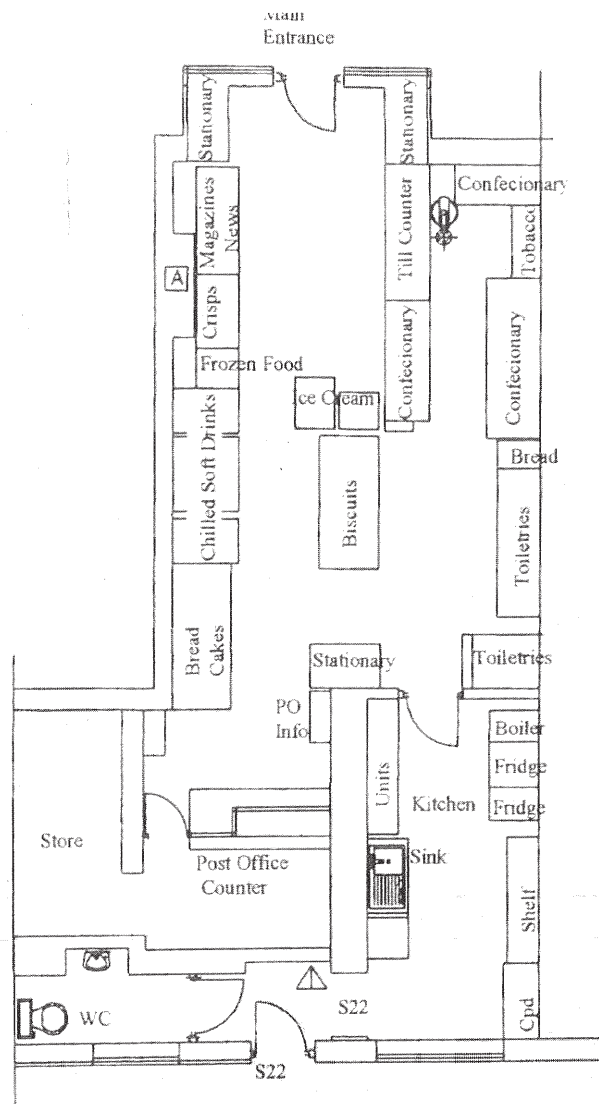 Main
Entrance
Stationary
Stationary
Confecionary
Magazines
News
Till Counter
Tobacco
A
Crisps
Confecionary
Confecionary
Frozen Food
Ice Cream
Chilled Soft Drinks
Biscuits
Bread
Toiletries
Bread
Cakes
Stationary
Toiletries
PO
Info
Boiler
Units
Fridge
Kitchen
Fridge
Store
Post Office
Counter
Sink
Shelf
S22
WC
Cpd
S22